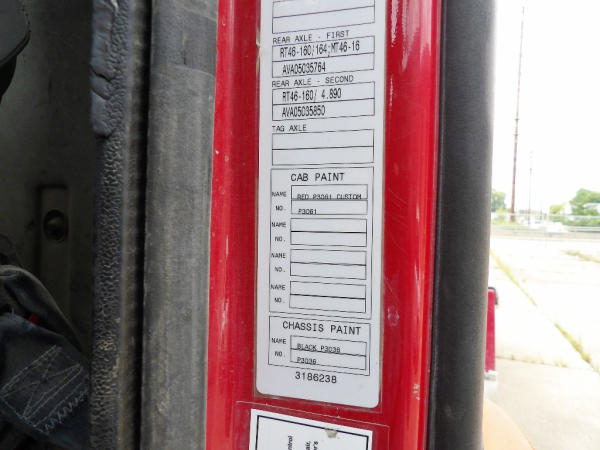 REAR AXLE - FIRST
RT46-160/164;MT46-16
AVA05035764
REAR AXLE - SECOND
RT46-160/ 4.890
AVA05035850
TAG AXLE
CAB PAINT
NAME RED P3061 CUSTOM
NO. P3061
NAME
NO.
NAME
NO.
NAME
NO.
CHASSIS PAINT
NAME BLACK P3036
NO. P3036
3186238